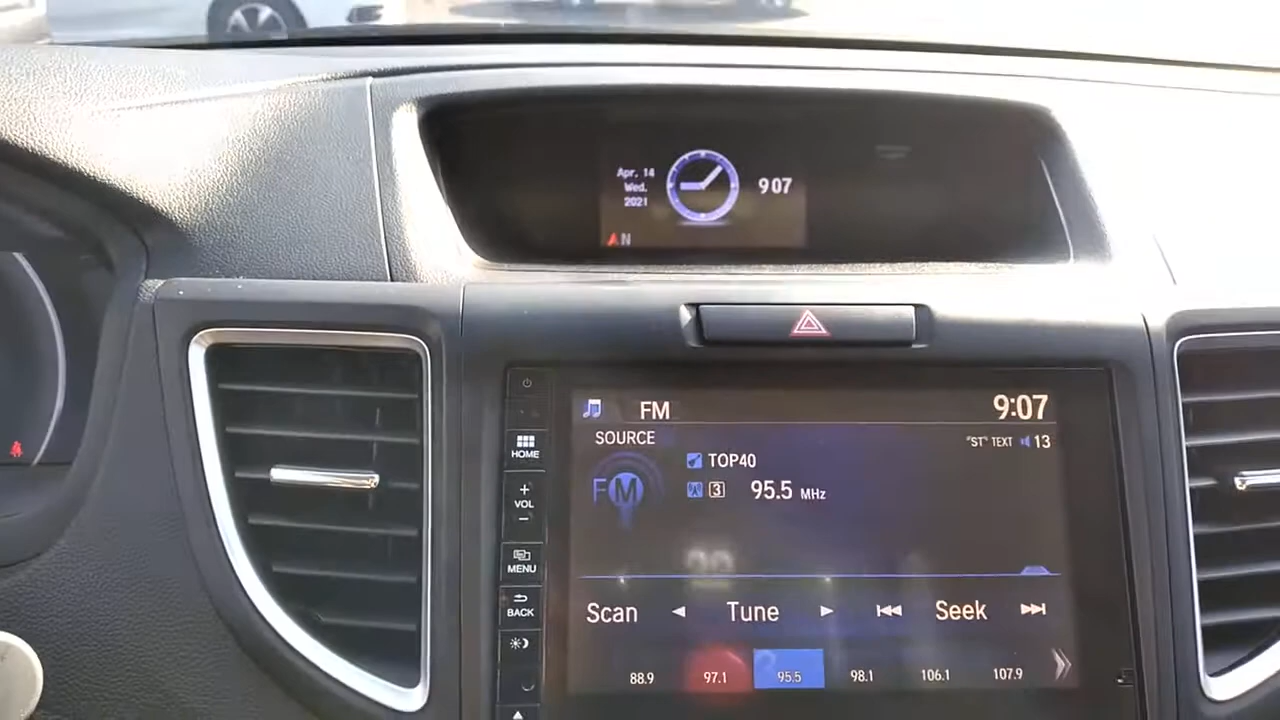 Apr. 14
Wed.
2021
907
N
FM
9:07
SOURCE
"ST" TEXT
13
FM
TOP40
3
95.5 MHz
HOME
+
VOL
−
MENU
BACK
Scan
Tune
Seek
88.9
97.1
95.5
98.1
106.1
107.9